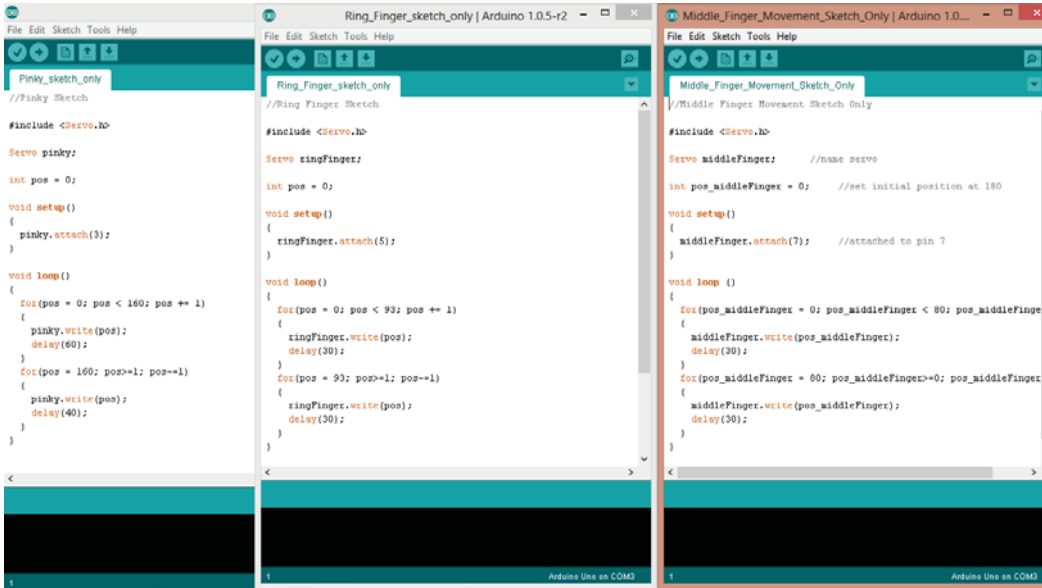 File Edit Sketch Tools Help
Pinky_sketch_only
//Pinky Sketch
#include <Servo.h>
Servo pinky;
int pos = 0;
void setup()
{
pinky.attach(3);
}
void loop()
{
for(pos = 0; pos < 160; pos += 1)
{
pinky.write(pos);
delay(60);
}
for(pos = 160; pos>=1; pos-=1)
{
pinky.write(pos);
delay(40);
}
}
1
Ring_Finger_sketch_only | Arduino 1.0.5-r2
File Edit Sketch Tools Help
Ring_Finger_sketch_only
//Ring Finger Sketch
#include <Servo.h>
Servo ringFinger;
int pos = 0;
void setup()
{
ringFinger.attach(5);
}
void loop()
{
for(pos = 0; pos < 93; pos += 1)
{
ringFinger.write(pos);
delay(30);
}
for(pos = 93; pos>=1; pos-=1)
{
ringFinger.write(pos);
delay(30);
}
}
1 Arduino Uno on COM3
Middle_Finger_Movement_Sketch_Only | Arduino 1.0....
File Edit Sketch Tools Help
Middle_Finger_Movement_Sketch_Only
//Middle Finger Movement Sketch Only
#include <Servo.h>
Servo middleFinger; //name servo
int pos_middleFinger = 0; //set initial position at 180
void setup()
{
middleFinger.attach(7); //attached to pin 7
}
void loop ()
{
for(pos_middleFinger = 0; pos_middleFinger < 80; pos_middleFinge
{
middleFinger.write(pos_middleFinger);
delay(30);
}
for(pos_middleFinger = 80; pos_middleFinger>=0; pos_middleFinger
{
middleFinger.write(pos_middleFinger);
delay(30);
}
}
1 Arduino Uno on COM3